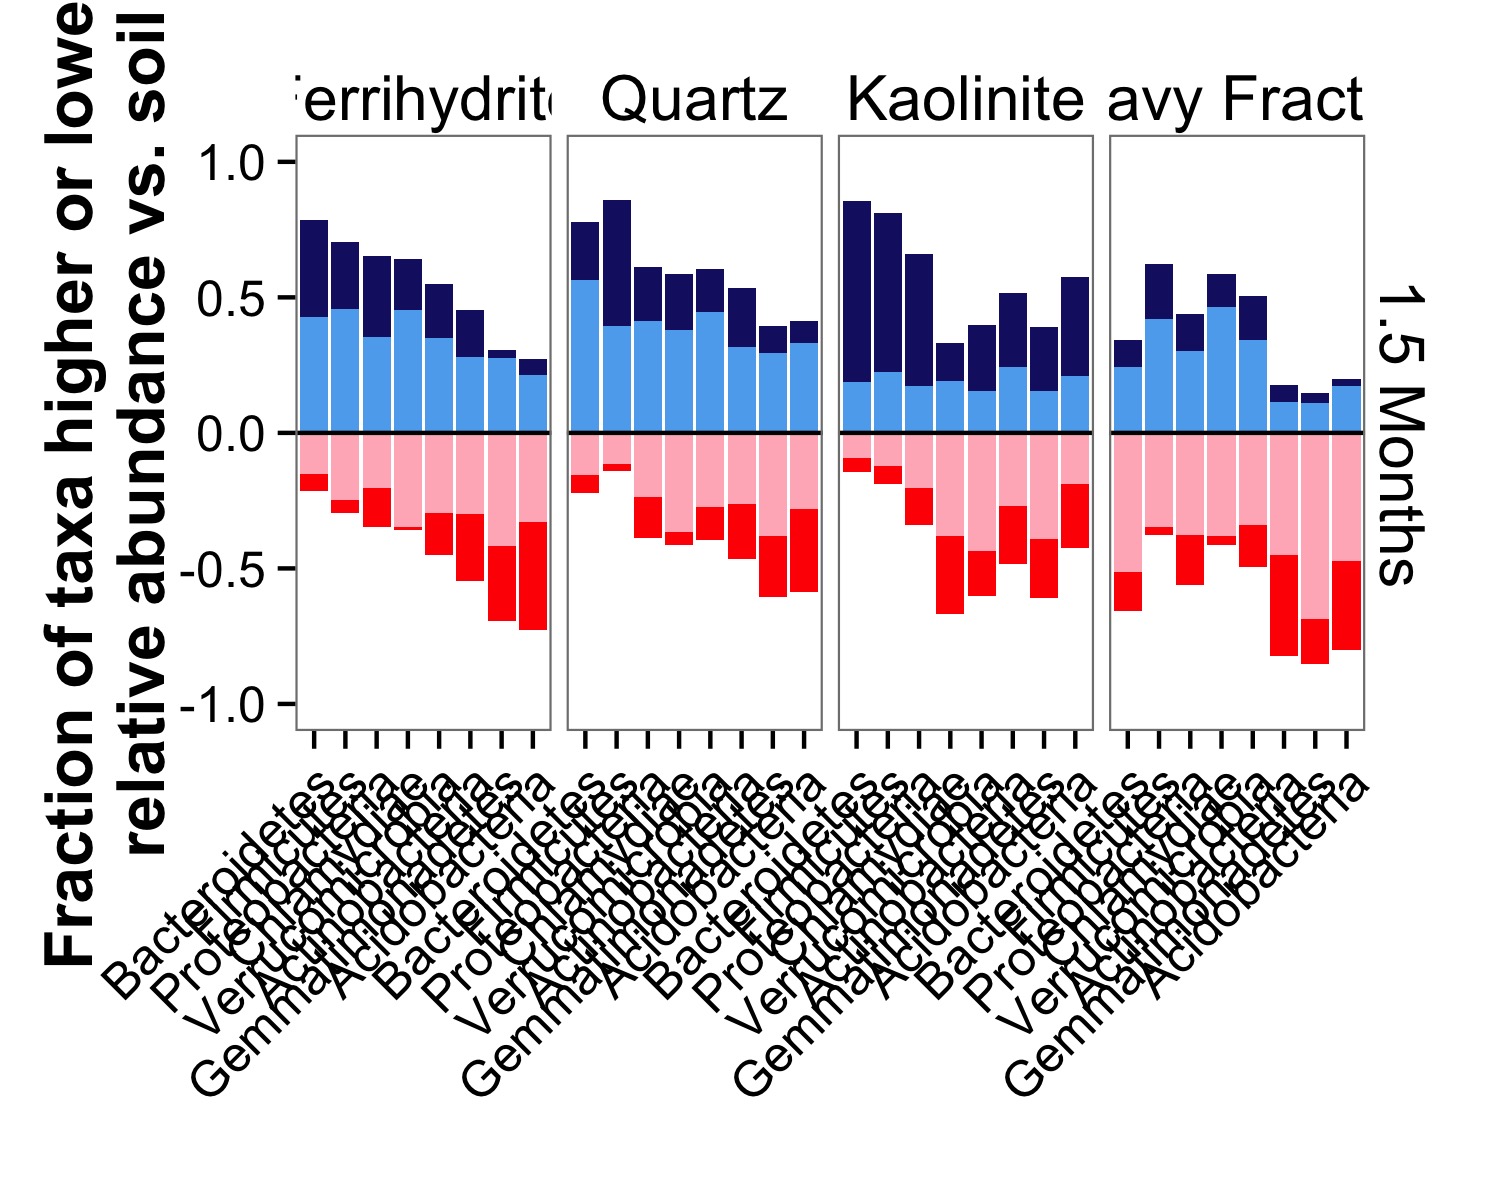 Fraction of taxa higher or lowe
relative abundance vs. soil
errihydrit
Quartz
Kaolinite
avy Fract
1.0
0.5
0.0
-0.5
-1.0
1.5 Months
Bacteroidetes
Firmicutes
Proteobacteria
Chlamydiae
Verrucomicrobia
Actinobacteria
Gemmatimonadetes
Acidobacteria
Bacteroidetes
Firmicutes
Proteobacteria
Chlamydiae
Verrucomicrobia
Actinobacteria
Gemmatimonadetes
Acidobacteria
Bacteroidetes
Firmicutes
Proteobacteria
Chlamydiae
Verrucomicrobia
Actinobacteria
Gemmatimonadetes
Acidobacteria
Bacteroidetes
Firmicutes
Proteobacteria
Chlamydiae
Verrucomicrobia
Actinobacteria
Gemmatimonadetes
Acidobacteria